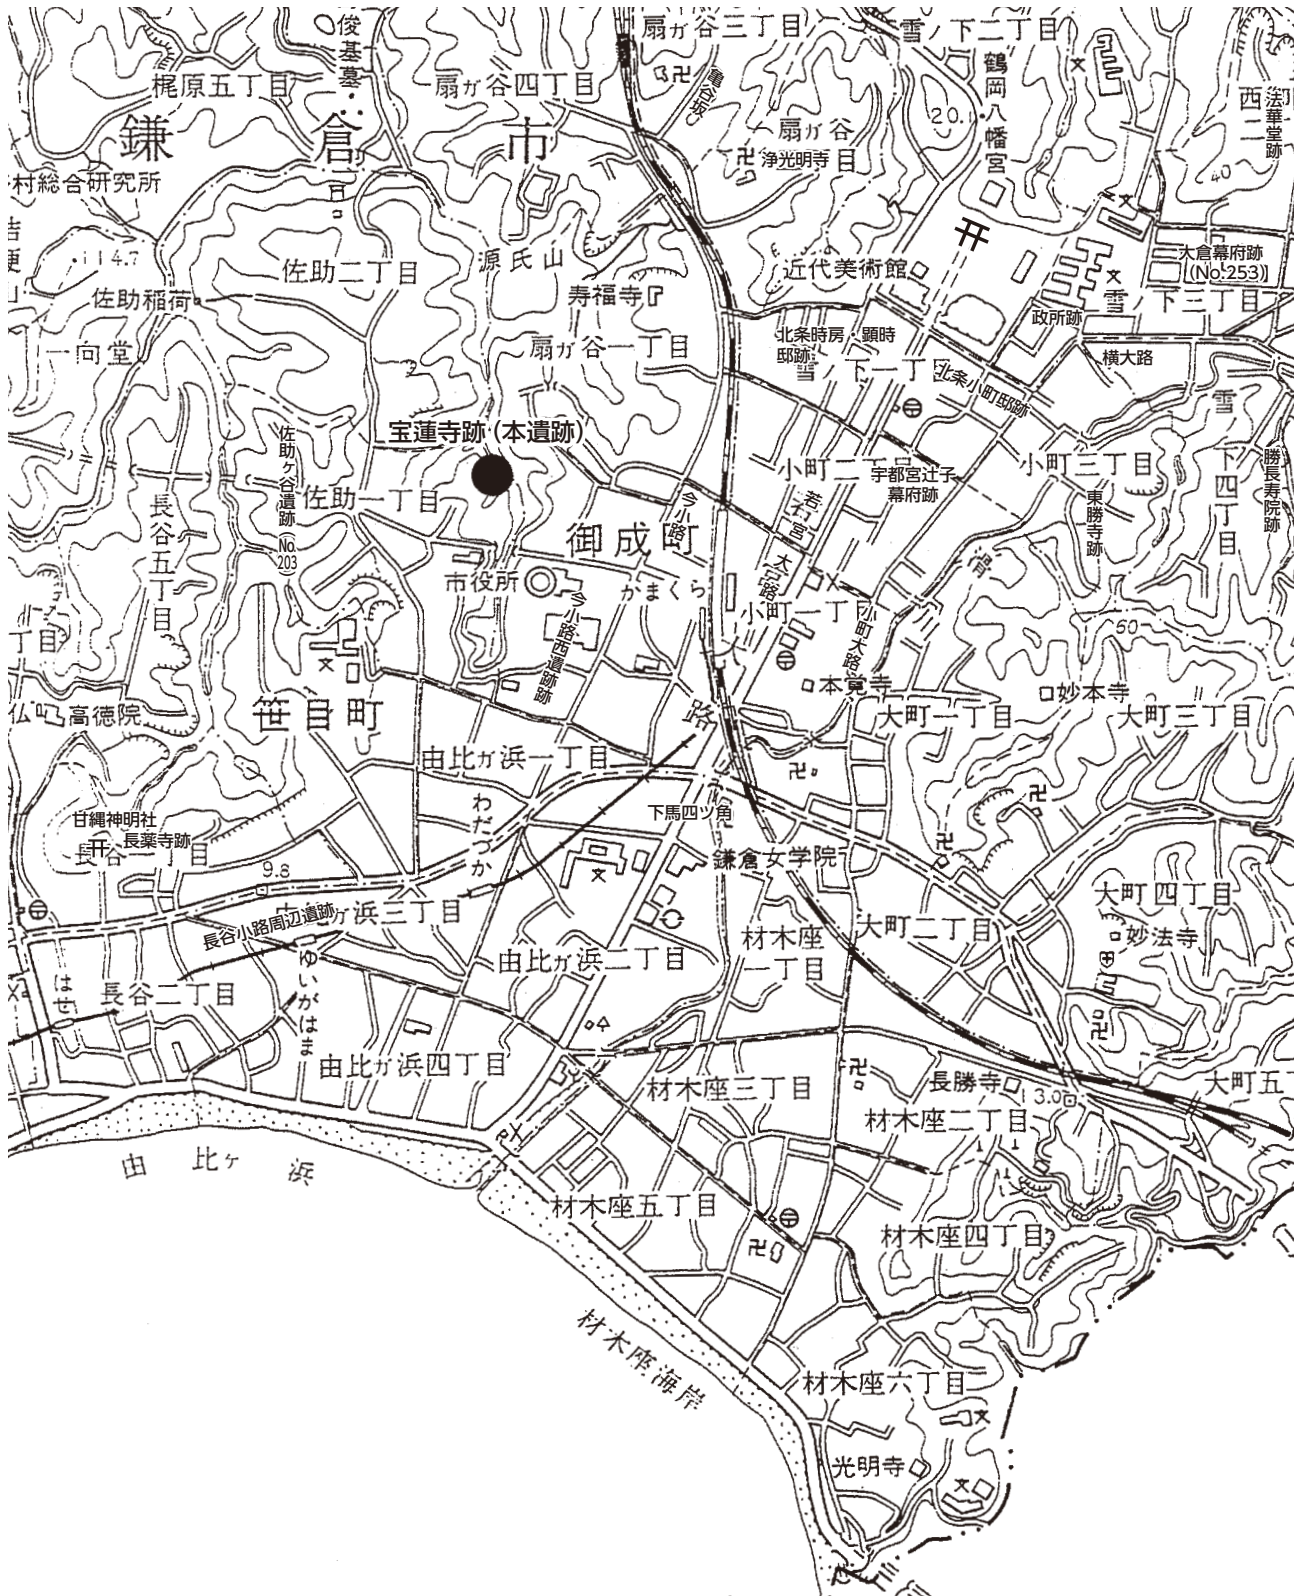 扇ガ谷三丁目
雪ノ下二丁目
俊基墓
梶原五丁目
扇ガ谷四丁目
亀谷坂
鶴岡八幡宮
西
二
法華堂跡
20.
鎌倉市
扇ガ谷
浄光明寺
目
村総合研究所
40
114.7
佐助二丁目
源氏山
近代美術館
大倉幕府跡
(No.253)
佐助稲荷
寿福寺
雪ノ下三丁目
政所跡
一向堂
扇ガ谷一丁目
北条時房・顕時
邸跡
雪ノ下一丁
北条小町邸跡
横大路
宝蓮寺跡(本遺跡)
佐助ヶ谷遺跡(No.203)
佐助一丁目
長谷五丁目
今小路
小町二丁目
宇都宮辻子
幕府跡
若宮大路
小町三丁目
東勝寺跡
雪ノ下四丁目
勝長寿院跡
御成町
市役所
かまくら
今小路西遺跡
小町一丁目
小町大路
滑川
60
丁目
仏
高徳院
笹目町
本覚寺
妙本寺
大町一丁目
大町三丁目
路
由比ガ浜一丁目
わだづか
下馬四ツ角
甘縄神明社
長薬寺跡
長谷一丁目
9.8
鎌倉女学院
由比ガ浜三丁目
長谷小路周辺遺跡
大町四丁目
大町二丁目
妙法寺
材木座
一丁目
由比ガ浜二丁目
はせ
長谷二丁目
ゆいがはま
由比ガ浜四丁目
材木座三丁目
長勝寺
13.0
大町五丁
材木座二丁目
由比ヶ浜
材木座五丁目
材木座四丁目
材木座海岸
材木座六丁目
光明寺